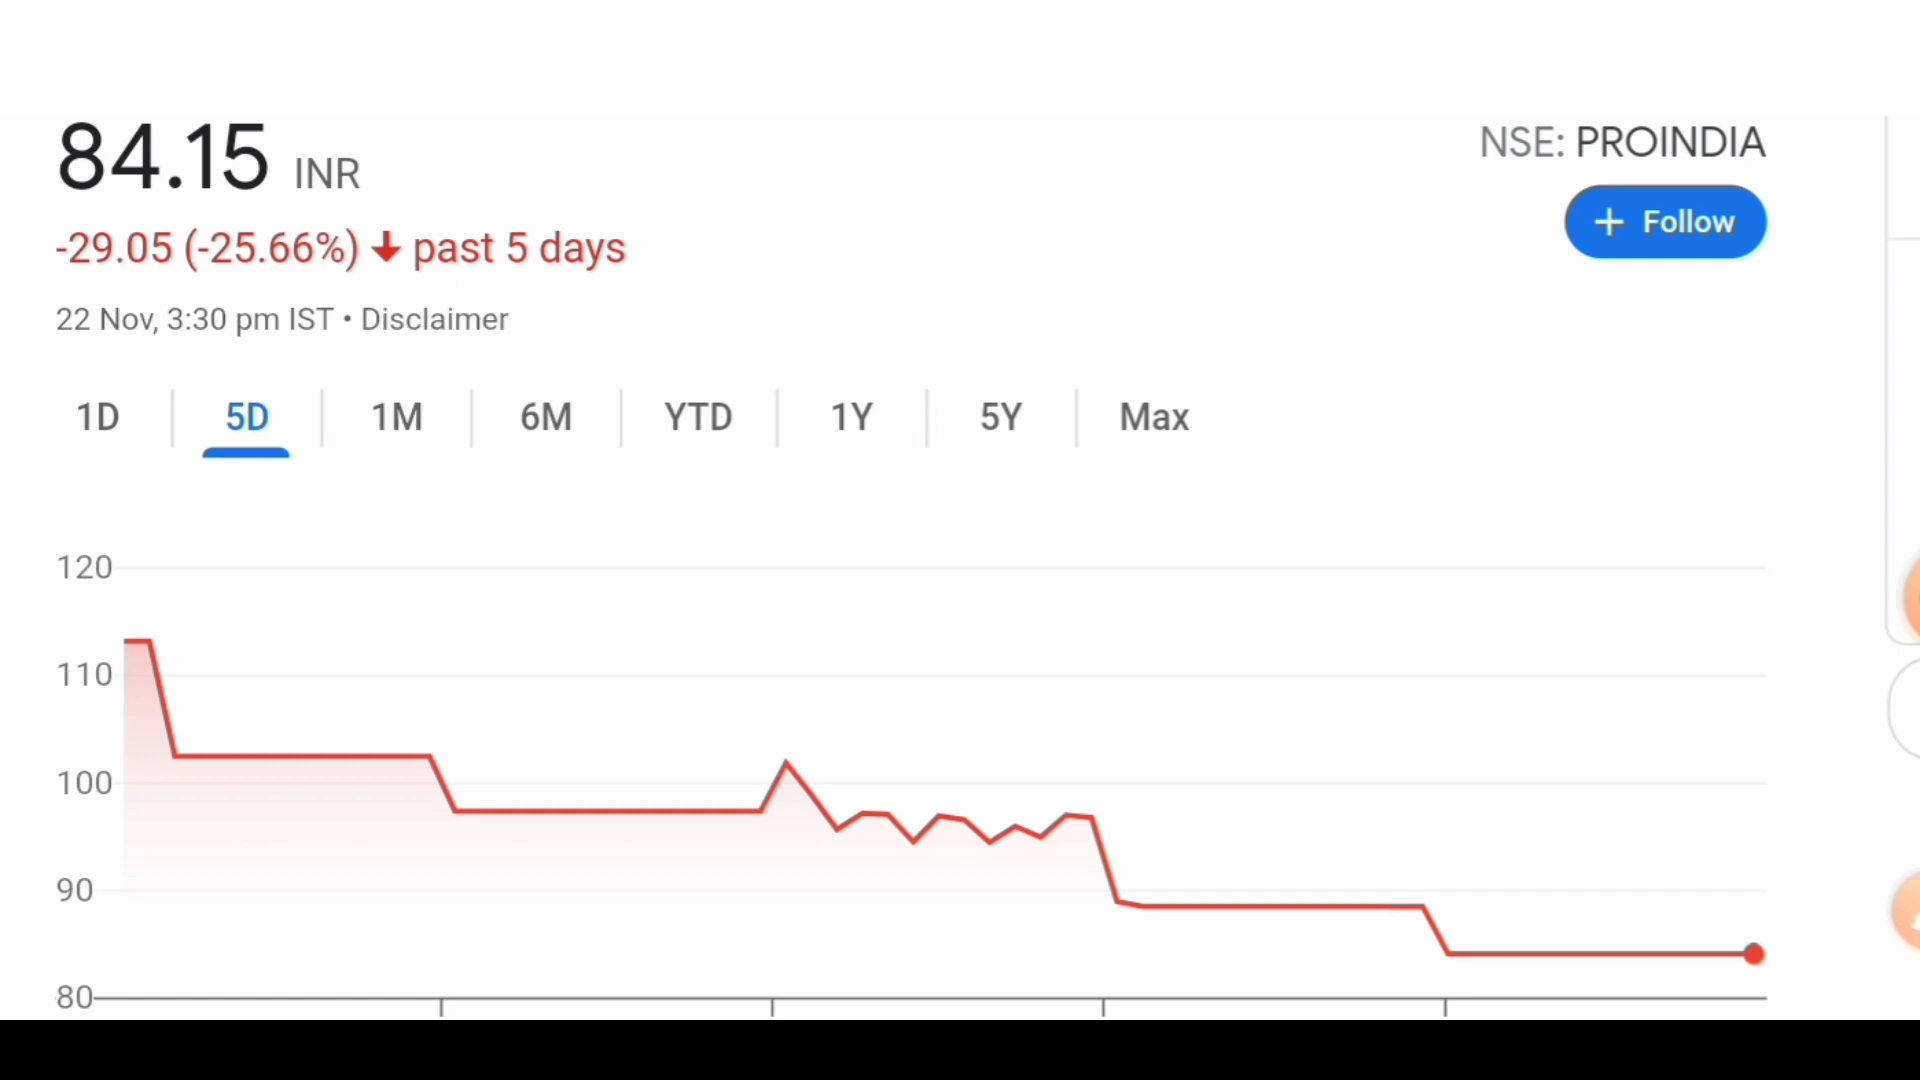 84.15 INR
NSE: PROINDIA
+ Follow
-29.05 (-25.66%) ↓ past 5 days
22 Nov, 3:30 pm IST • Disclaimer
1D 5D 1M 6M YTD 1Y 5Y Max
120
110
100
90
80